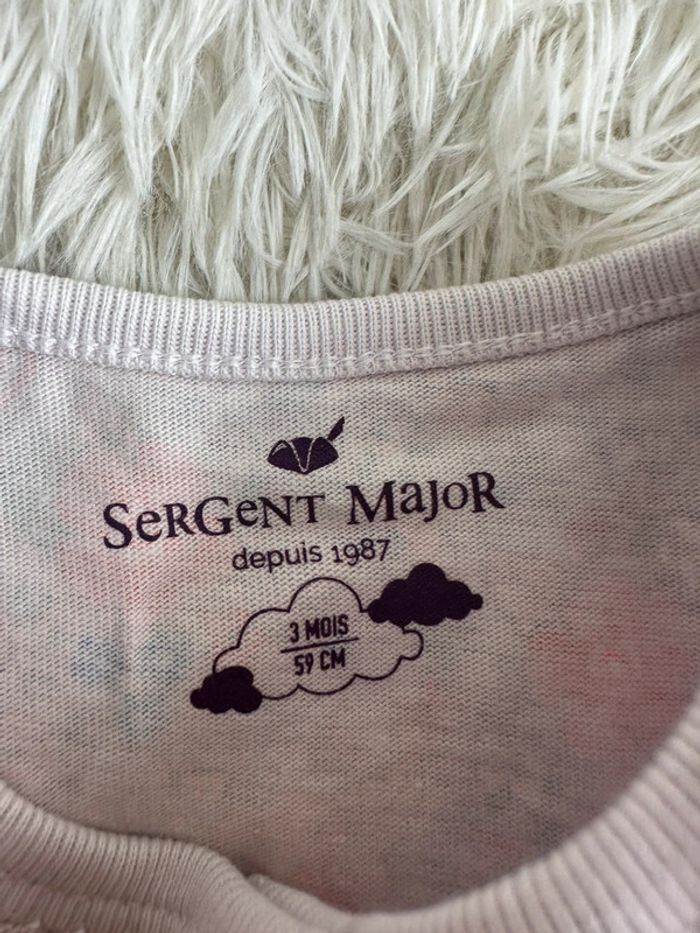 SeRGeNT MajoR
depuis 1987
3 MOIS
59 CM